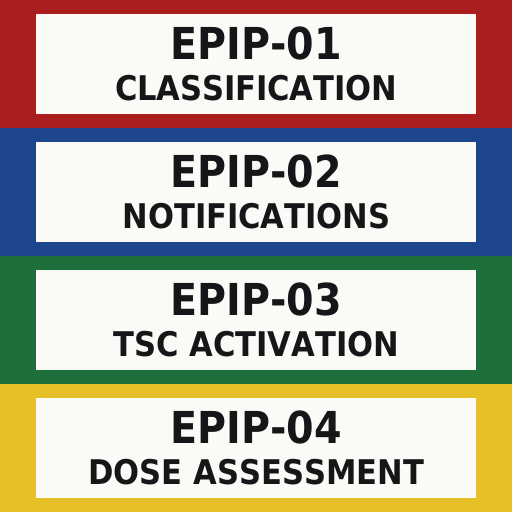 EPIP-01
CLASSIFICATION
EPIP-02
NOTIFICATIONS
EPIP-03
TSC ACTIVATION
EPIP-04
DOSE ASSESSMENT